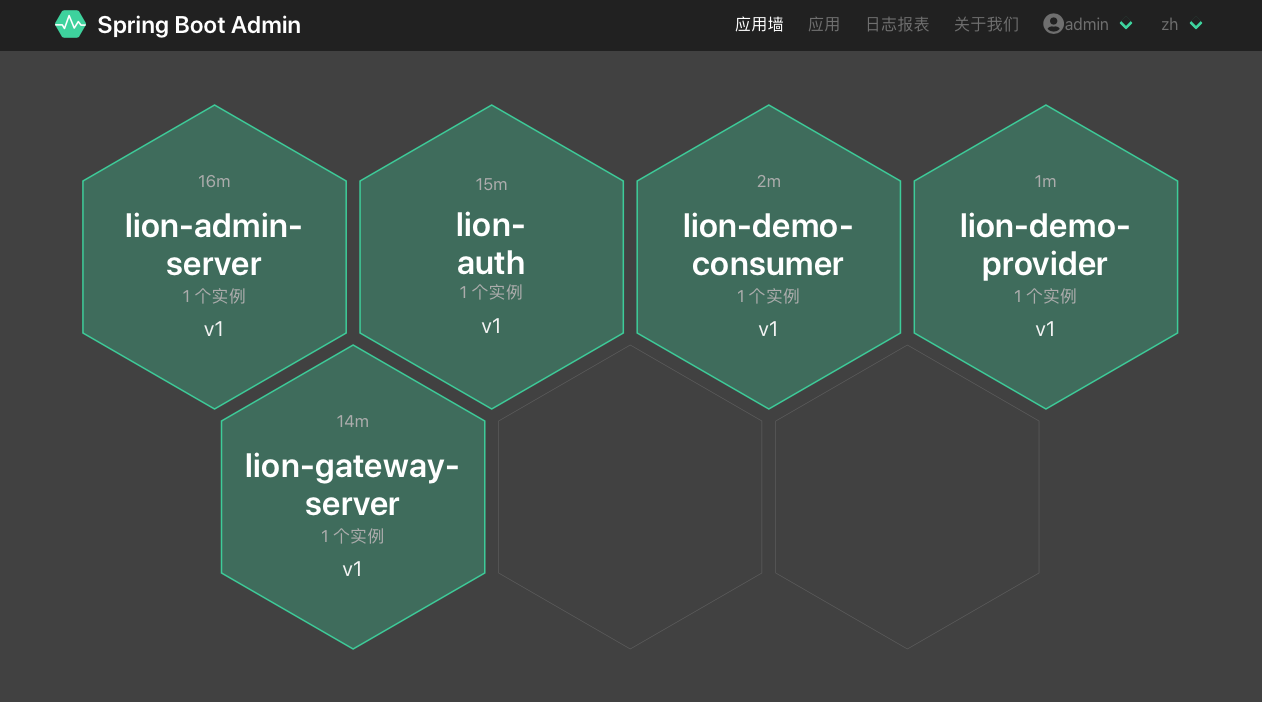 Spring Boot Admin
应用墙 应用 日志报表 关于我们 admin zh
16m
lion-admin-
server
1 个实例
v1
15m
lion-
auth
1 个实例
v1
2m
lion-demo-
consumer
1 个实例
v1
1m
lion-demo-
provider
1 个实例
v1
14m
lion-gateway-
server
1 个实例
v1